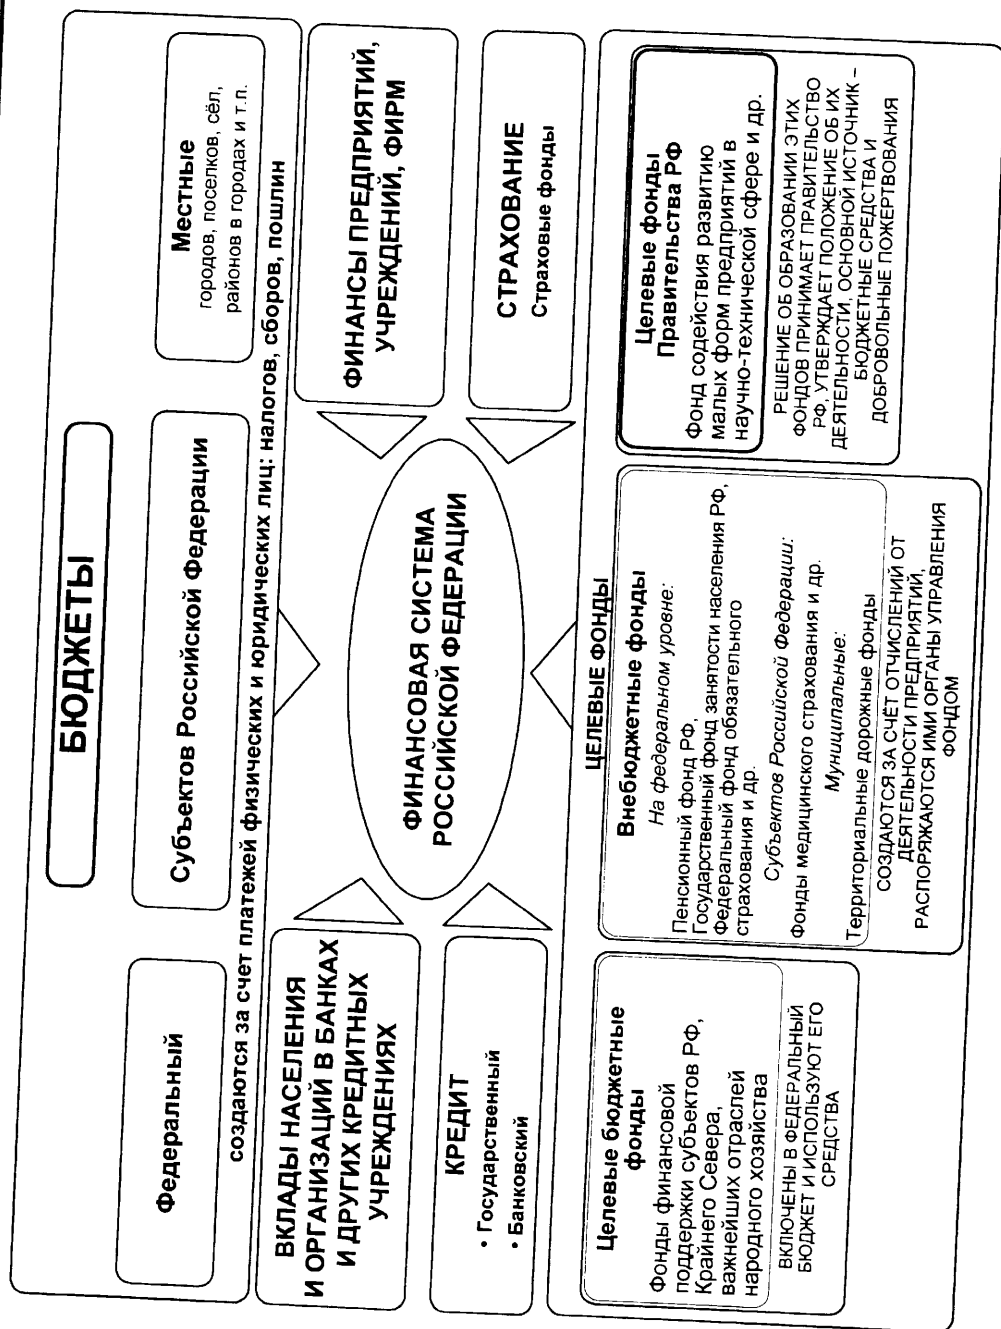 БЮДЖЕТЫ
Федеральный
Субъектов Российской Федерации
Местные
городов, поселков, сёл,
районов в городах и т.п.
создаются за счет платежей физических и юридических лиц: налогов, сборов, пошлин
ВКЛАДЫ НАСЕЛЕНИЯ
И ОРГАНИЗАЦИЙ В БАНКАХ
И ДРУГИХ КРЕДИТНЫХ
УЧРЕЖДЕНИЯХ
ФИНАНСЫ ПРЕДПРИЯТИЙ,
УЧРЕЖДЕНИЙ, ФИРМ
ФИНАНСОВАЯ СИСТЕМА
РОССИЙСКОЙ ФЕДЕРАЦИИ
КРЕДИТ
• Государственный
• Банковский
СТРАХОВАНИЕ
Страховые фонды
ЦЕЛЕВЫЕ ФОНДЫ
Целевые бюджетные
фонды
Фонды финансовой
поддержки субъектов РФ,
Крайнего Севера,
важнейших отраслей
народного хозяйства
ВКЛЮЧЕНЫ В ФЕДЕРАЛЬНЫЙ
БЮДЖЕТ И ИСПОЛЬЗУЮТ ЕГО
СРЕДСТВА
Внебюджетные фонды
На федеральном уровне:
Пенсионный фонд РФ,
Государственный фонд занятости населения РФ,
Федеральный фонд обязательного
страхования и др.
Субъектов Российской Федерации:
Фонды медицинского страхования и др.
Муниципальные:
Территориальные дорожные фонды
СОЗДАЮТСЯ ЗА СЧЁТ ОТЧИСЛЕНИЙ ОТ
ДЕЯТЕЛЬНОСТИ ПРЕДПРИЯТИЙ,
РАСПОРЯЖАЮТСЯ ИМИ ОРГАНЫ УПРАВЛЕНИЯ
ФОНДОМ
Целевые фонды
Правительства РФ
Фонд содействия развитию
малых форм предприятий в
научно-технической сфере и др.
РЕШЕНИЕ ОБ ОБРАЗОВАНИИ ЭТИХ
ФОНДОВ ПРИНИМАЕТ ПРАВИТЕЛЬСТВО
РФ, УТВЕРЖДАЕТ ПОЛОЖЕНИЕ ОБ ИХ
ДЕЯТЕЛЬНОСТИ, ОСНОВНОЙ ИСТОЧНИК –
БЮДЖЕТНЫЕ СРЕДСТВА И
ДОБРОВОЛЬНЫЕ ПОЖЕРТВОВАНИЯ